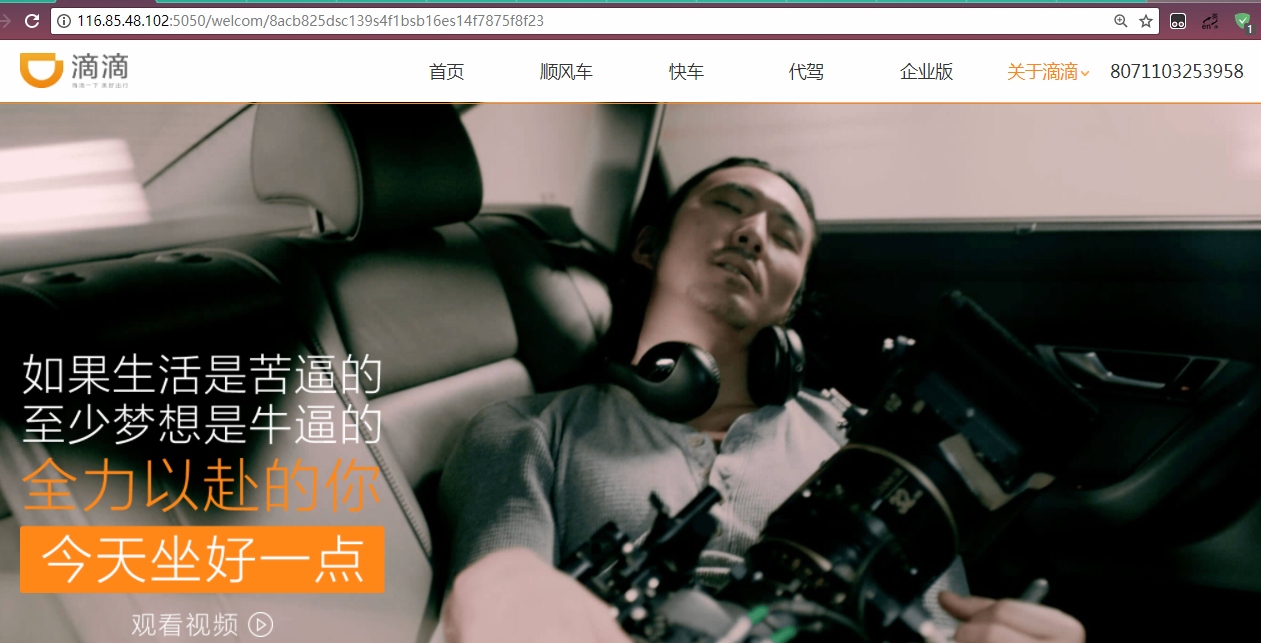 116.85.48.102:5050/welcom/8acb825dsc139s4f1bsb16es14f7875f8f23
滴滴
滴滴一下 美好出行
首页 顺风车 快车 代驾 企业版 关于滴滴 8071103253958
如果生活是苦逼的
至少梦想是牛逼的
全力以赴的你
今天坐好一点
观看视频
32
1